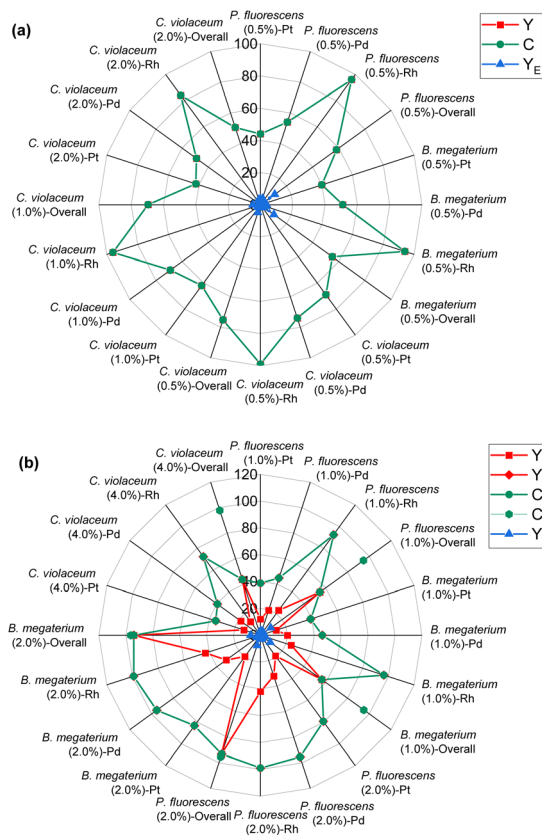 (a)
Y
C
Y_E
P. fluorescens
(0.5%)-Pt
P. fluorescens
(0.5%)-Pd
P. fluorescens
(0.5%)-Rh
P. fluorescens
(0.5%)-Overall
B. megaterium
(0.5%)-Pt
B. megaterium
(0.5%)-Pd
B. megaterium
(0.5%)-Rh
B. megaterium
(0.5%)-Overall
C. violaceum
(0.5%)-Pt
C. violaceum
(0.5%)-Pd
C. violaceum
(0.5%)-Rh
C. violaceum
(0.5%)-Overall
C. violaceum
(1.0%)-Pt
C. violaceum
(1.0%)-Pd
C. violaceum
(1.0%)-Rh
C. violaceum
(1.0%)-Overall
C. violaceum
(2.0%)-Pt
C. violaceum
(2.0%)-Pd
C. violaceum
(2.0%)-Rh
C. violaceum
(2.0%)-Overall
100
80
60
40
20
(b)
Y
Y
C
C
Y
P. fluorescens
(1.0%)-Pt
P. fluorescens
(1.0%)-Pd
P. fluorescens
(1.0%)-Rh
P. fluorescens
(1.0%)-Overall
B. megaterium
(1.0%)-Pt
B. megaterium
(1.0%)-Pd
B. megaterium
(1.0%)-Rh
B. megaterium
(1.0%)-Overall
P. fluorescens
(2.0%)-Pt
P. fluorescens
(2.0%)-Pd
P. fluorescens
(2.0%)-Rh
P. fluorescens
(2.0%)-Overall
B. megaterium
(2.0%)-Pt
B. megaterium
(2.0%)-Pd
B. megaterium
(2.0%)-Rh
B. megaterium
(2.0%)-Overall
C. violaceum
(4.0%)-Pt
C. violaceum
(4.0%)-Pd
C. violaceum
(4.0%)-Rh
C. violaceum
(4.0%)-Overall
120
100
80
60
40
20